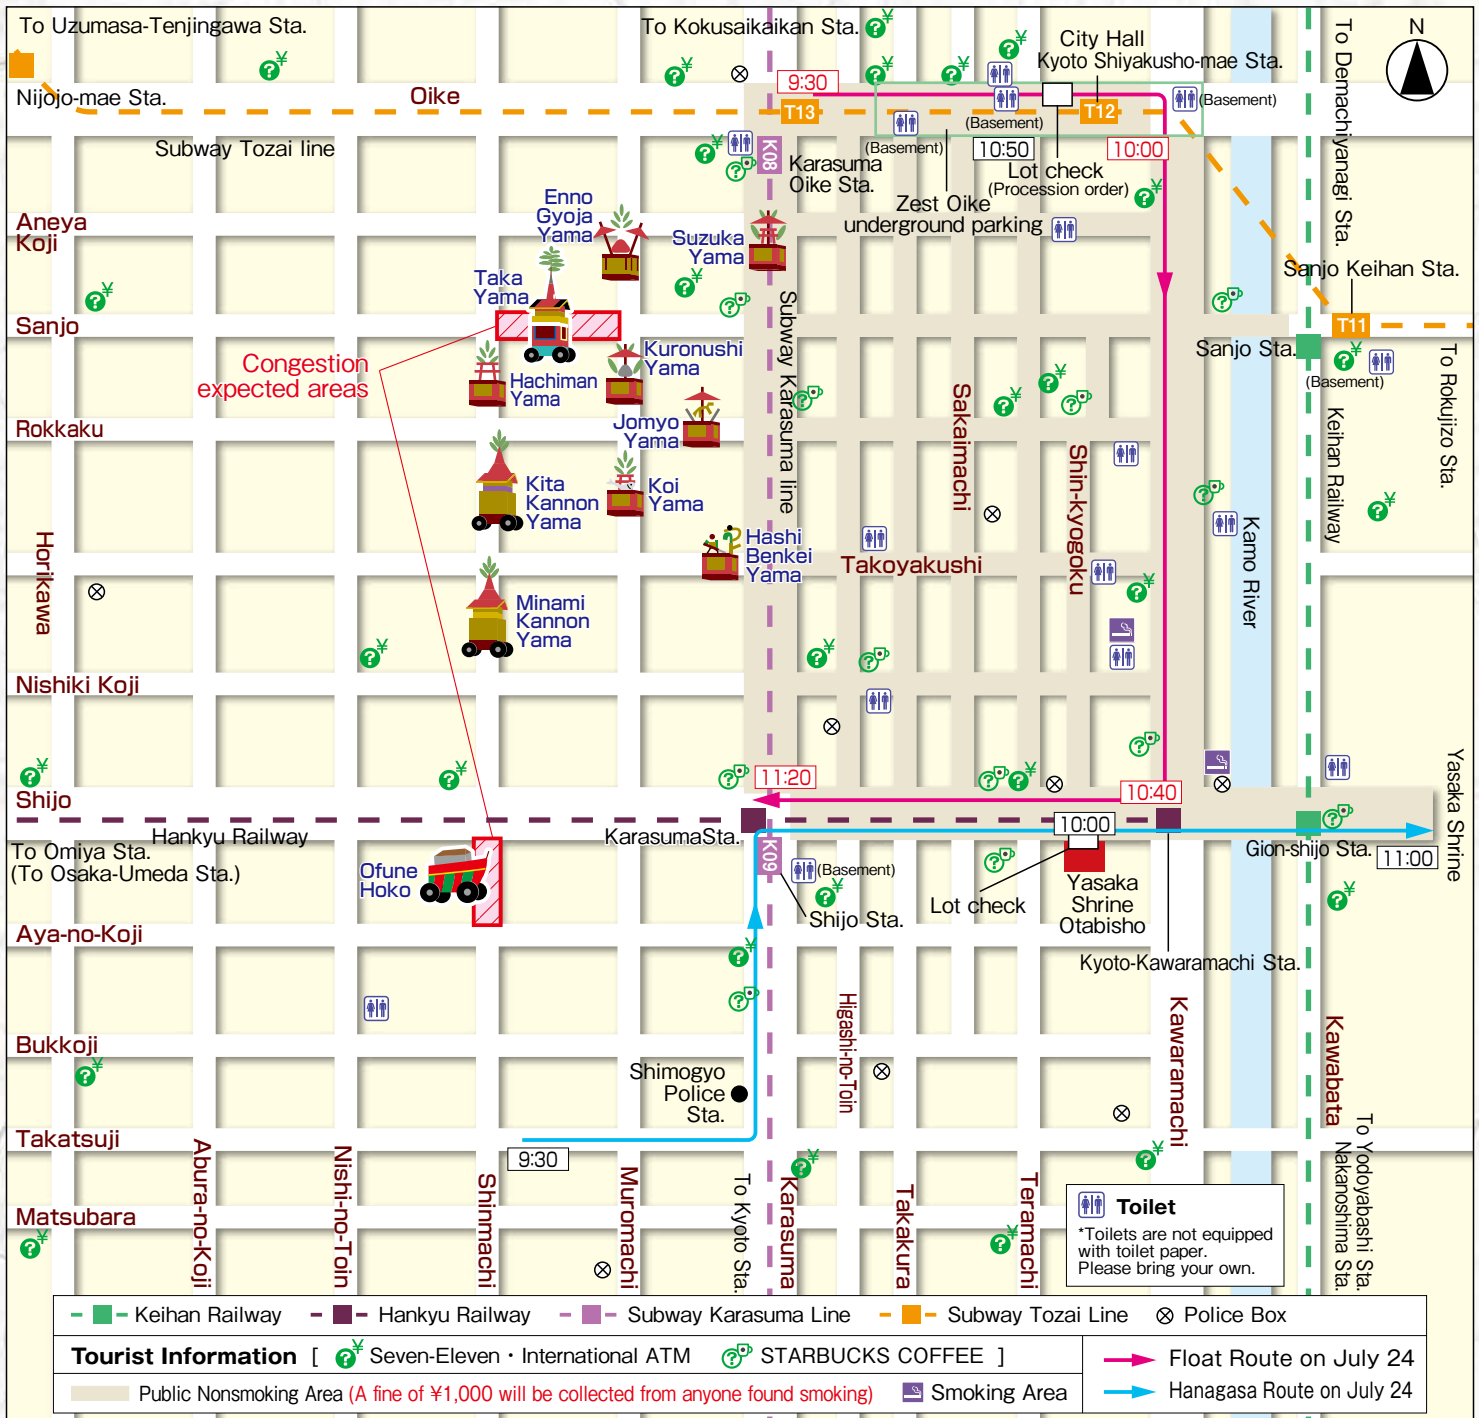 To Uzumasa-Tenjingawa Sta.
To Kokusaikaikan Sta.
City Hall
Kyoto Shiyakusho-mae Sta.
To Demachiyanagi Sta.
N
Nijojo-mae Sta.
Oike
9:30
T13
T12
(Basement)
(Basement)
(Basement)
Subway Tozai line
K08
Karasuma
Oike Sta.
10:50
10:00
Lot check
(Procession order)
Zest Oike
underground parking
Aneya
Koji
Enno
Gyoja
Yama
Suzuka
Yama
Taka
Yama
Sanjo Keihan Sta.
Sanjo
T11
Subway Karasuma line
Congestion
expected areas
Hachiman
Yama
Kuronushi
Yama
Sanjo Sta.
(Basement)
To Rokujizo Sta.
Rokkaku
Jomyo
Yama
Sakaimachi
Shin-kyogoku
Keihan Railway
Kita
Kannon
Yama
Koi
Yama
Horikawa
Hashi
Benkei
Yama
Takoyakushi
Kamo River
Minami
Kannon
Yama
Nishiki Koji
Shijo
11:20
10:40
Yasaka Shrine
Hankyu Railway
KarasumaSta.
10:00
Gion-shijo Sta.
11:00
To Omiya Sta.
(To Osaka-Umeda Sta.)
Ofune
Hoko
K09
(Basement)
Shijo Sta.
Lot check
Yasaka
Shrine
Otabisho
Kyoto-Kawaramachi Sta.
Aya-no-Koji
Higashi-no-Toin
Kawaramachi
Kawabata
Bukkoji
Shimogyo
Police
Sta.
Takatsuji
9:30
Abura-no-Koji
Nishi-no-Toin
Shinmachi
Muromachi
To Kyoto Sta.
Karasuma
Takakura
Teramachi
To Yodoyabashi Sta.
Nakanoshima Sta.
Matsubara
Toilet
*Toilets are not equipped
with toilet paper.
Please bring your own.
Keihan Railway
Hankyu Railway
Subway Karasuma Line
Subway Tozai Line
Police Box
Tourist Information [ ? ¥ Seven-Eleven・International ATM ? STARBUCKS COFFEE ]
Float Route on July 24
Public Nonsmoking Area (A fine of ¥1,000 will be collected from anyone found smoking)
Smoking Area
Hanagasa Route on July 24